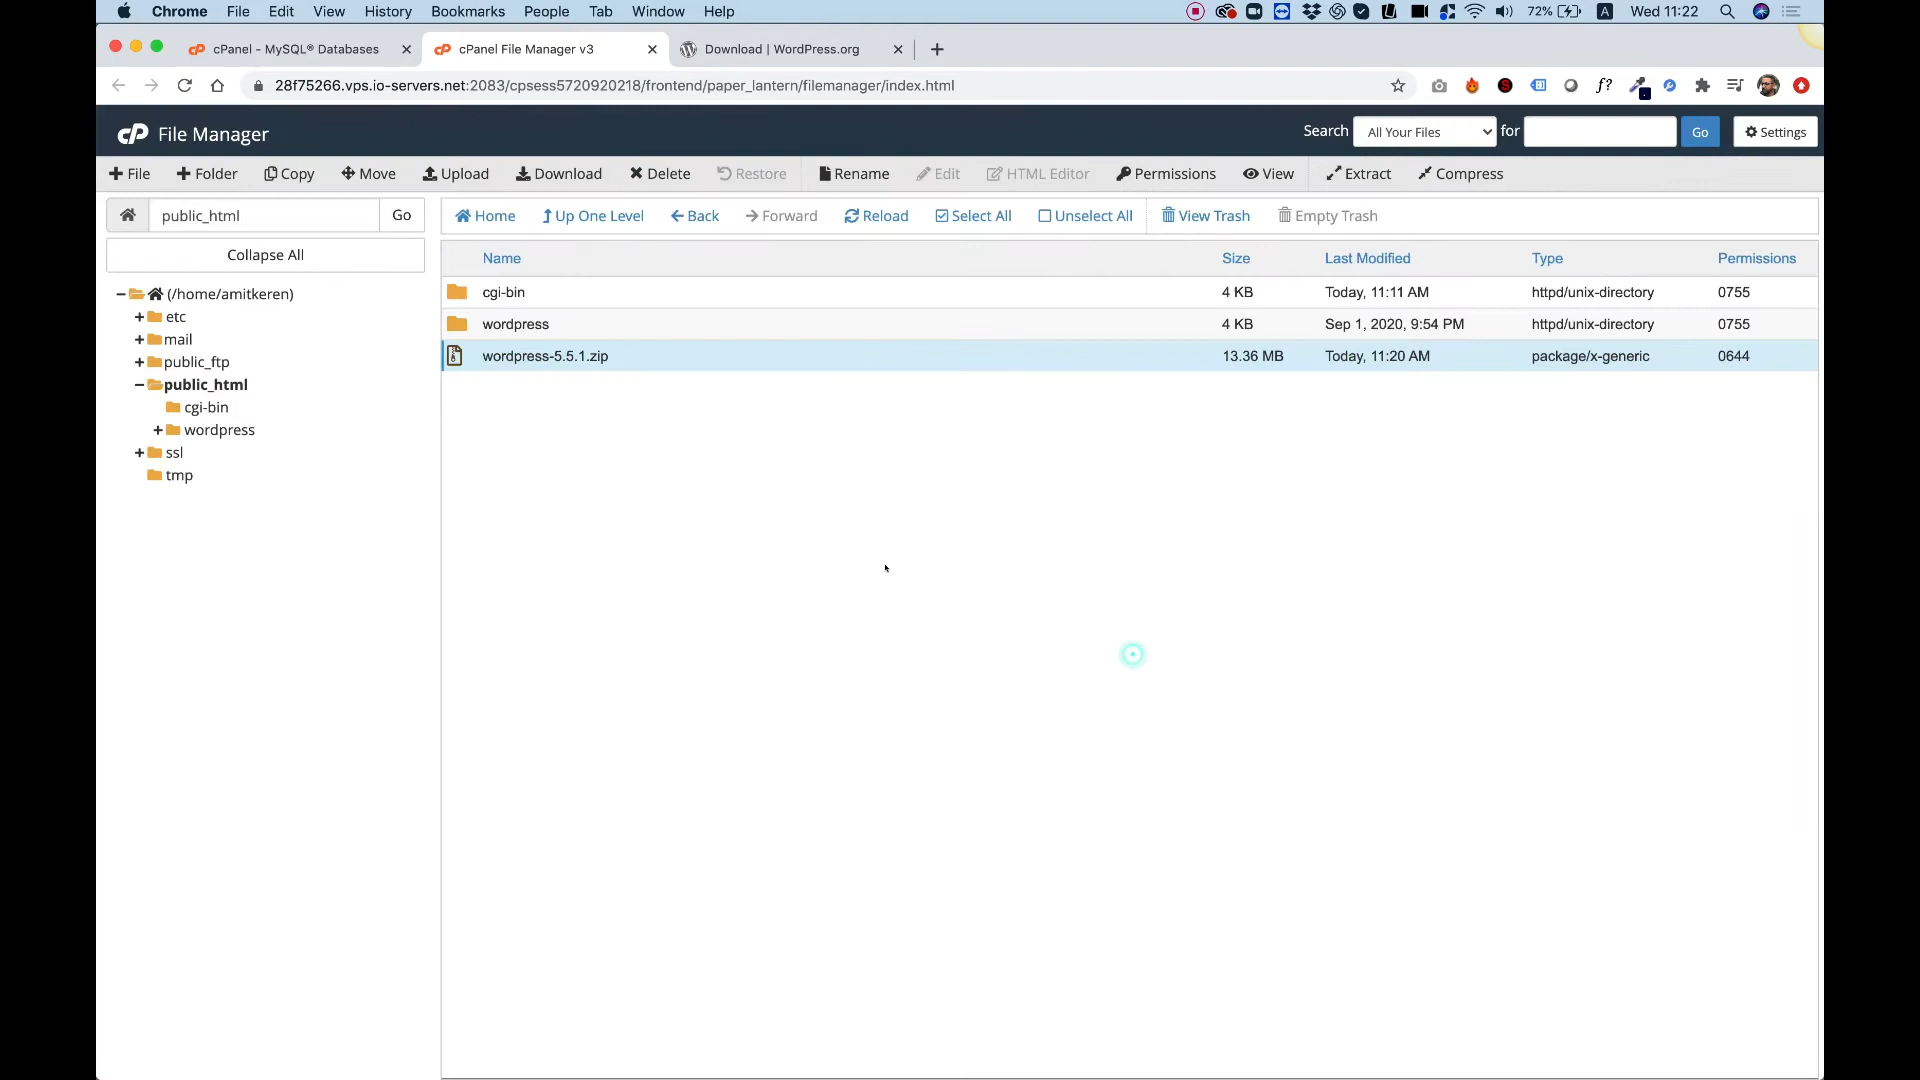 Chrome File Edit View History Bookmarks People Tab Window Help 72% A Wed 11:22
cPanel - MySQL® Databases cPanel File Manager v3 Download | WordPress.org
28f75266.vps.io-servers.net:2083/cpsess5720920218/frontend/paper_lantern/filemanager/index.html f?
cP File Manager Search All Your Files for Go Settings
File Folder Copy Move Upload Download Delete Restore Rename Edit HTML Editor Permissions View Extract Compress
public_html Go Home Up One Level Back Forward Reload Select All Unselect All View Trash Empty Trash
Collapse All
Name Size Last Modified Type Permissions
cgi-bin 4 KB Today, 11:11 AM httpd/unix-directory 0755
wordpress 4 KB Sep 1, 2020, 9:54 PM httpd/unix-directory 0755
wordpress-5.5.1.zip 13.36 MB Today, 11:20 AM package/x-generic 0644
(/home/amitkeren)
etc
mail
public_ftp
public_html
cgi-bin
wordpress
ssl
tmp